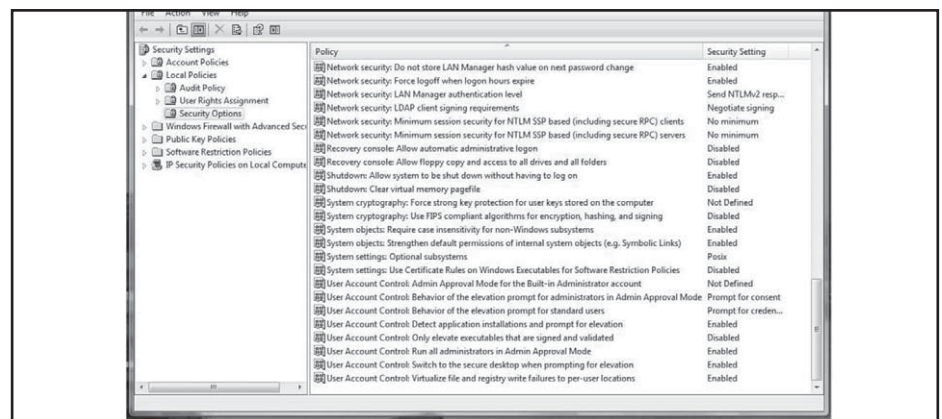 File Action View Help
Security Settings
Account Policies
Local Policies
Audit Policy
User Rights Assignment
Security Options
Windows Firewall with Advanced Secu
Public Key Policies
Software Restriction Policies
IP Security Policies on Local Compute
Policy Security Setting
Network security: Do not store LAN Manager hash value on next password change Enabled
Network security: Force logoff when logon hours expire Enabled
Network security: LAN Manager authentication level Send NTLMv2 resp...
Network security: LDAP client signing requirements Negotiate signing
Network security: Minimum session security for NTLM SSP based (including secure RPC) clients No minimum
Network security: Minimum session security for NTLM SSP based (including secure RPC) servers No minimum
Recovery console: Allow automatic administrative logon Disabled
Recovery console: Allow floppy copy and access to all drives and all folders Disabled
Shutdown: Allow system to be shut down without having to log on Enabled
Shutdown: Clear virtual memory pagefile Disabled
System cryptography: Force strong key protection for user keys stored on the computer Not Defined
System cryptography: Use FIPS compliant algorithms for encryption, hashing, and signing Disabled
System objects: Require case insensitivity for non-Windows subsystems Enabled
System objects: Strengthen default permissions of internal system objects (e.g. Symbolic Links) Enabled
System settings: Optional subsystems Posix
System settings: Use Certificate Rules on Windows Executables for Software Restriction Policies Disabled
User Account Control: Admin Approval Mode for the Built-in Administrator account Not Defined
User Account Control: Behavior of the elevation prompt for administrators in Admin Approval Mode Prompt for consent
User Account Control: Behavior of the elevation prompt for standard users Prompt for creden...
User Account Control: Detect application installations and prompt for elevation Enabled
User Account Control: Only elevate executables that are signed and validated Disabled
User Account Control: Run all administrators in Admin Approval Mode Enabled
User Account Control: Switch to the secure desktop when prompting for elevation Enabled
User Account Control: Virtualize file and registry write failures to per-user locations Enabled